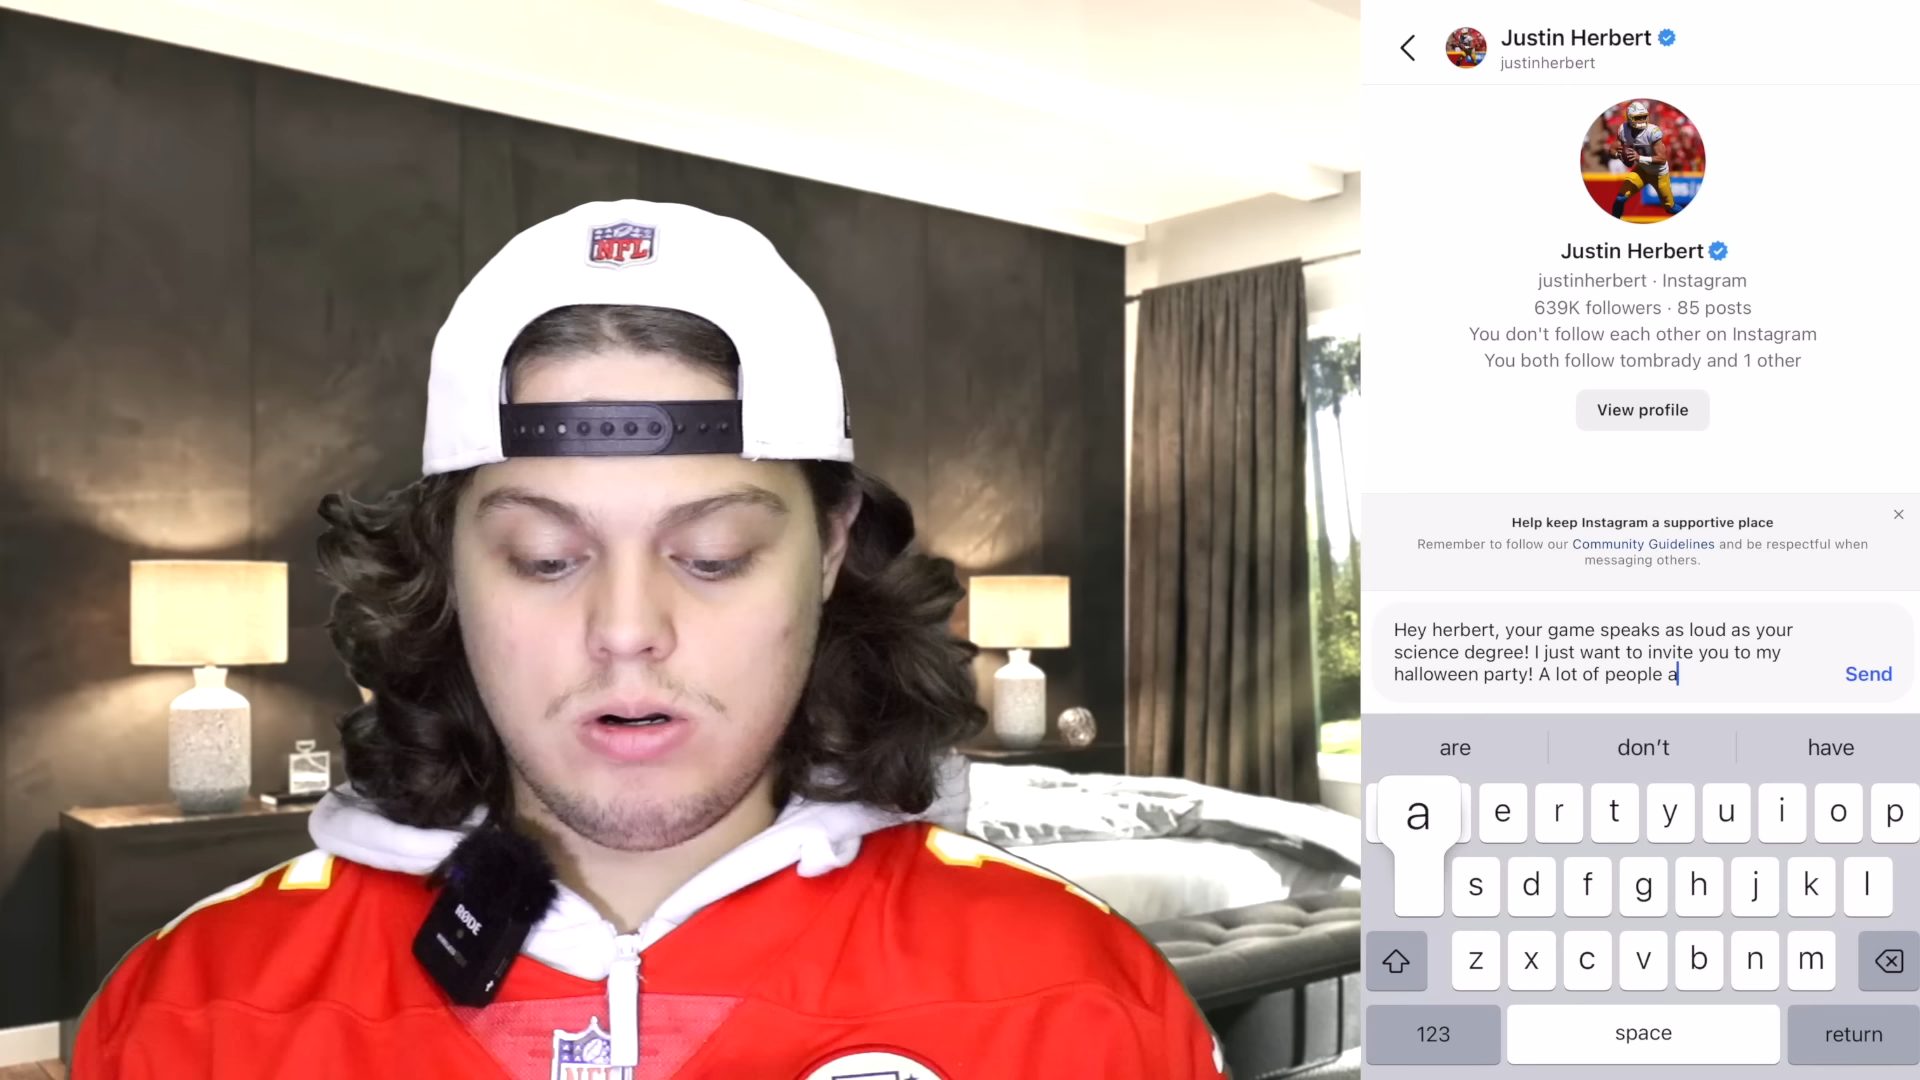 NFL
RØDE
NFL
Justin Herbert
justinherbert
Justin Herbert
justinherbert · Instagram
639K followers · 85 posts
You don't follow each other on Instagram
You both follow tombrady and 1 other
View profile
Help keep Instagram a supportive place
Remember to follow our Community Guidelines and be respectful when
messaging others.
Hey herbert, your game speaks as loud as your
science degree! I just want to invite you to my
halloween party! A lot of people a
Send
are don’t have
a e r t y u i o p
s d f g h j k l
z x c v b n m
123 space return